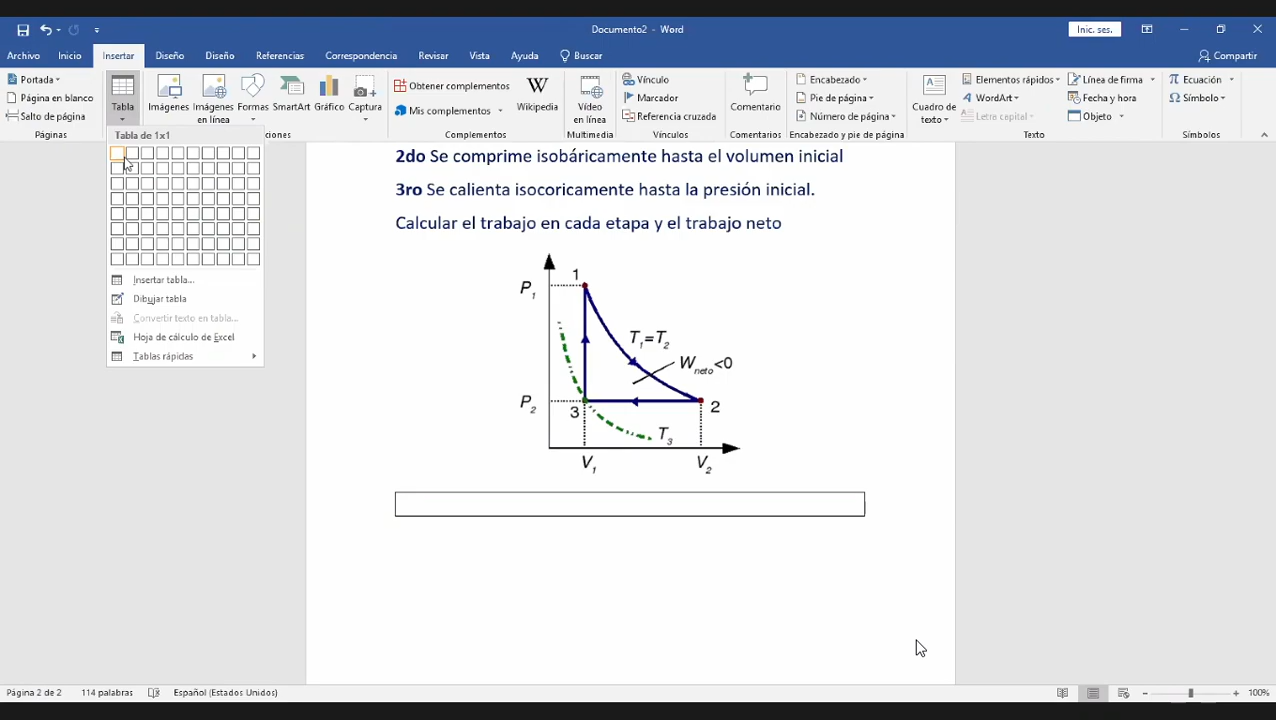 Documento2 - Word
Inic. ses.
Archivo Inicio Insertar Diseño Diseño Referencias Correspondencia Revisar Vista Ayuda Buscar Compartir
Portada
Página en blanco
Salto de página
Páginas
Tabla
Imágenes
Imágenes en línea
Formas
SmartArt
Gráfico
Captura
ciones
Obtener complementos
Mis complementos
Wikipedia
Complementos
Vídeo en línea
Multimedia
Vínculo
Marcador
Referencia cruzada
Comentario
Comentarios
Encabezado
Pie de página
Número de página
Encabezado y pie de página
Cuadro de texto
Elementos rápidos
WordArt
Letra capital
Línea de firma
Fecha y hora
Objeto
Texto
Ecuación
Símbolo
Símbolos
Tabla de 1x1
Insertar tabla...
Dibujar tabla
Convertir texto en tabla...
Hoja de cálculo de Excel
Tablas rápidas
2do Se comprime isobáricamente hasta el volumen inicial
3ro Se calienta isocoricamente hasta la presión inicial.
Calcular el trabajo en cada etapa y el trabajo neto
1
P1
T1=T2
Wneto<0
P2
3
2
T3
V1
V2
Página 2 de 2 114 palabras Español (Estados Unidos) 100%